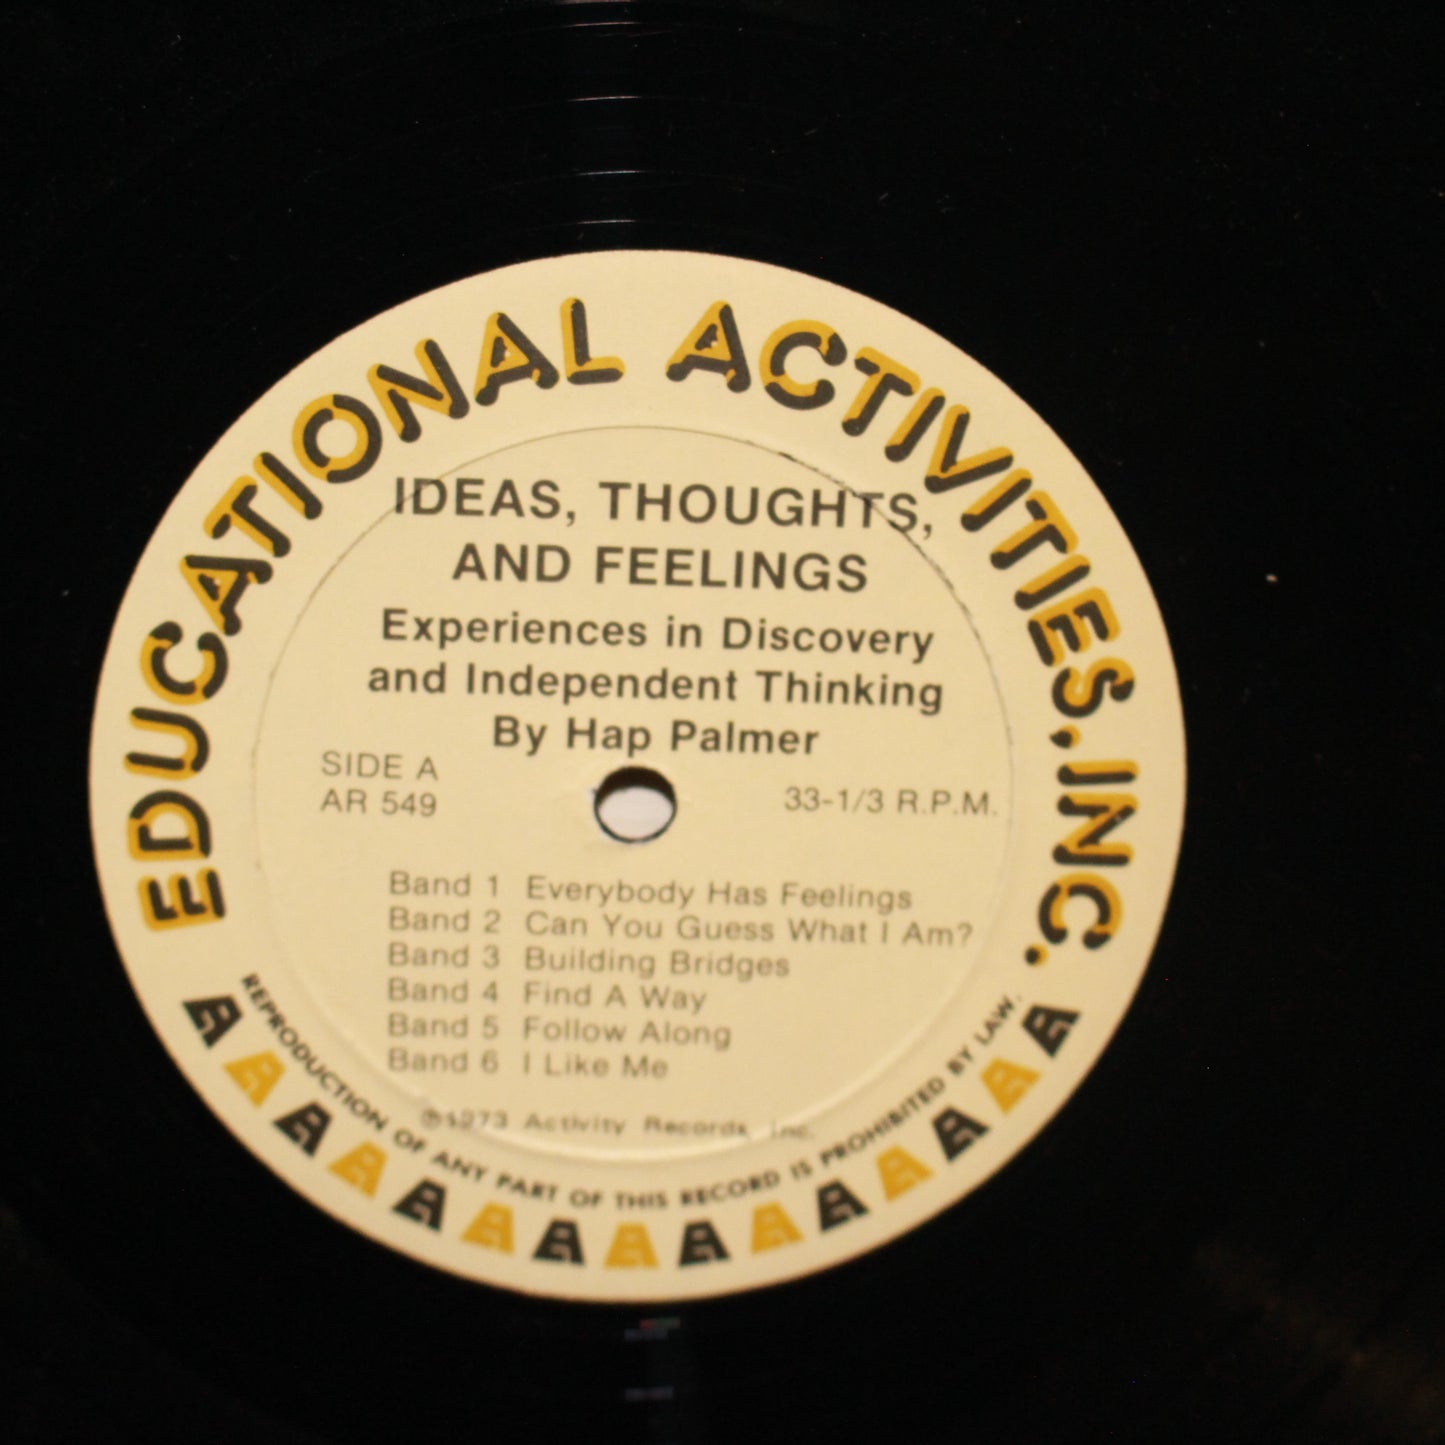 EDUCATIONAL ACTIVITIES, INC.
IDEAS, THOUGHTS,
AND FEELINGS
Experiences in Discovery
and Independent Thinking
By Hap Palmer
SIDE A
AR 549
33-1/3 R.P.M.
Band 1 Everybody Has Feelings
Band 2 Can You Guess What I Am?
Band 3 Building Bridges
Band 4 Find A Way
Band 5 Follow Along
Band 6 I Like Me
℗1973 Activity Records, Inc.
REPRODUCTION OF ANY PART OF THIS RECORD IS PROHIBITED BY LAW.